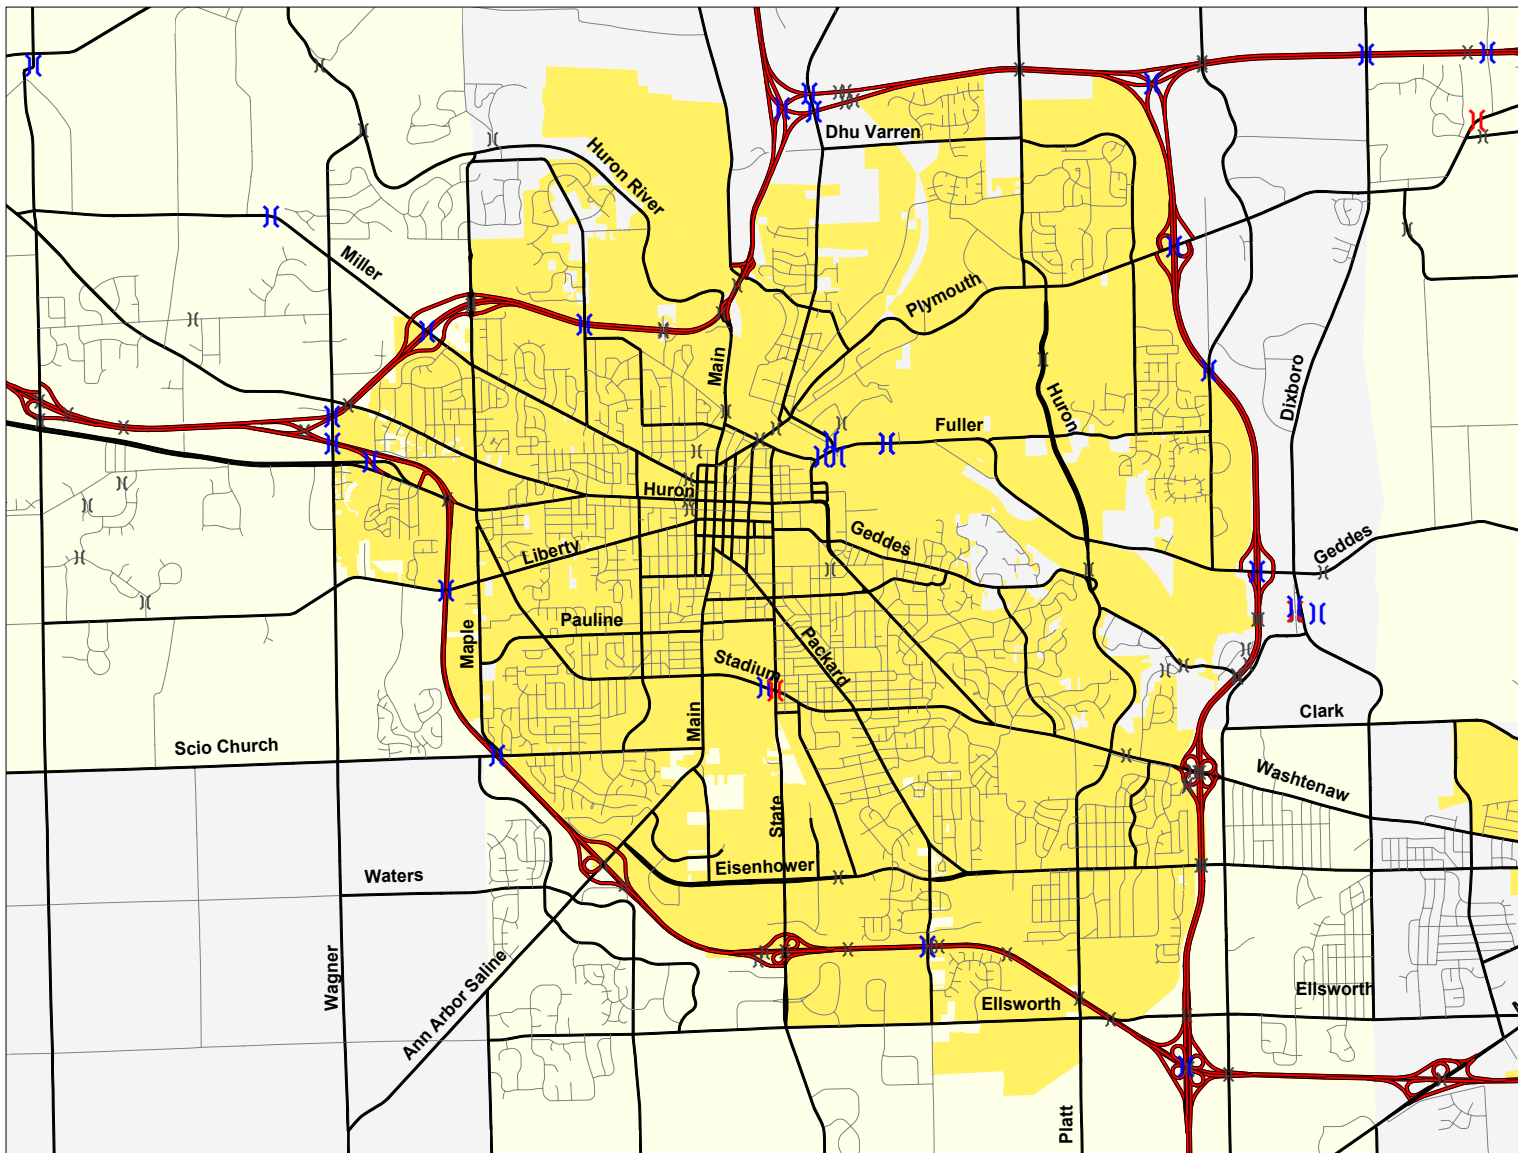 Dhu Varren
Huron River
Miller
Plymouth
Main
Dixboro
Huron
Fuller
Huron
Geddes
Liberty
Geddes
Pauline
Maple
Packard
Stadium
Main
Clark
Scio Church
Washtenaw
State
Eisenhower
Waters
Wagner
Ann Arbor Saline
Ellsworth
Ellsworth
Platt